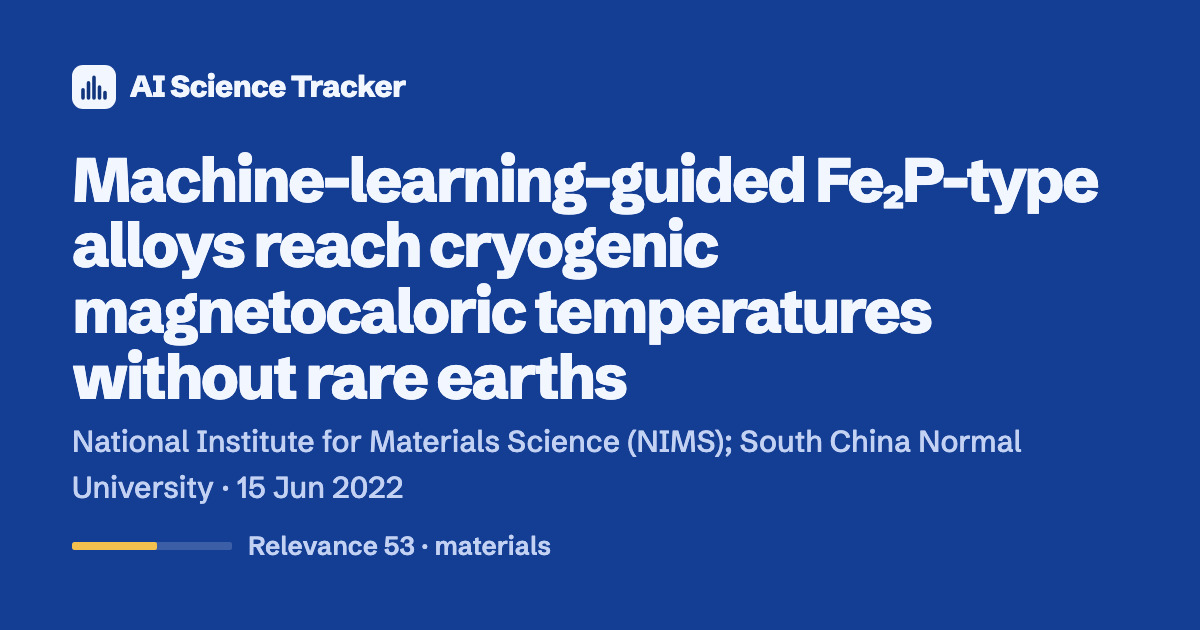 AI Science Tracker
Machine-learning-guided Fe₂P-type
alloys reach cryogenic
magnetocaloric temperatures
without rare earths
National Institute for Materials Science (NIMS); South China Normal
University · 15 Jun 2022
Relevance 53 · materials